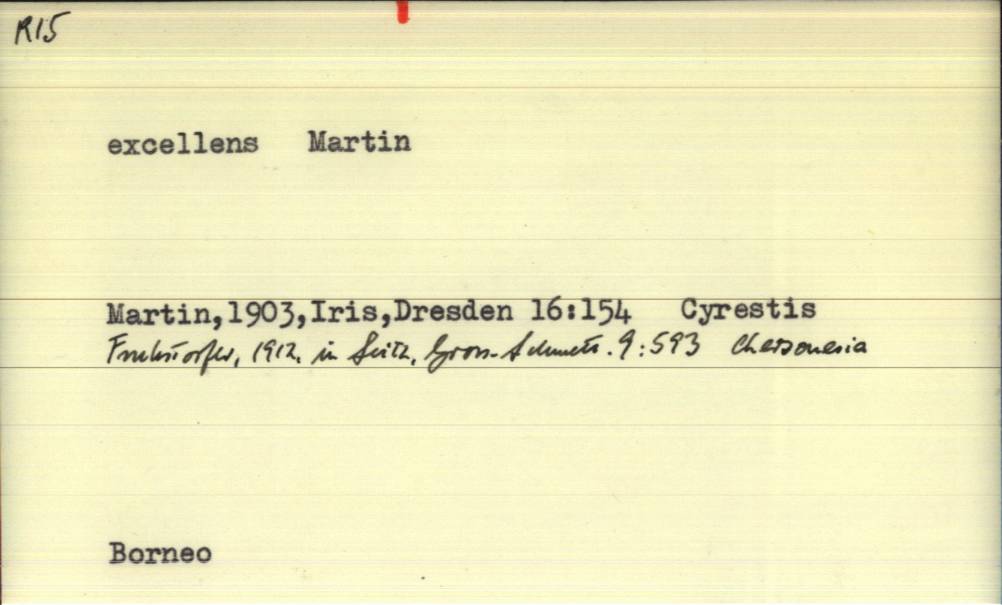 R15
excellens Martin
Martin,1903,Iris,Dresden 16:154 Cyrestis
Fruhstorfer, 1912, in Seitz, Gross-Schmett. 9:593 Chersonesia
Borneo